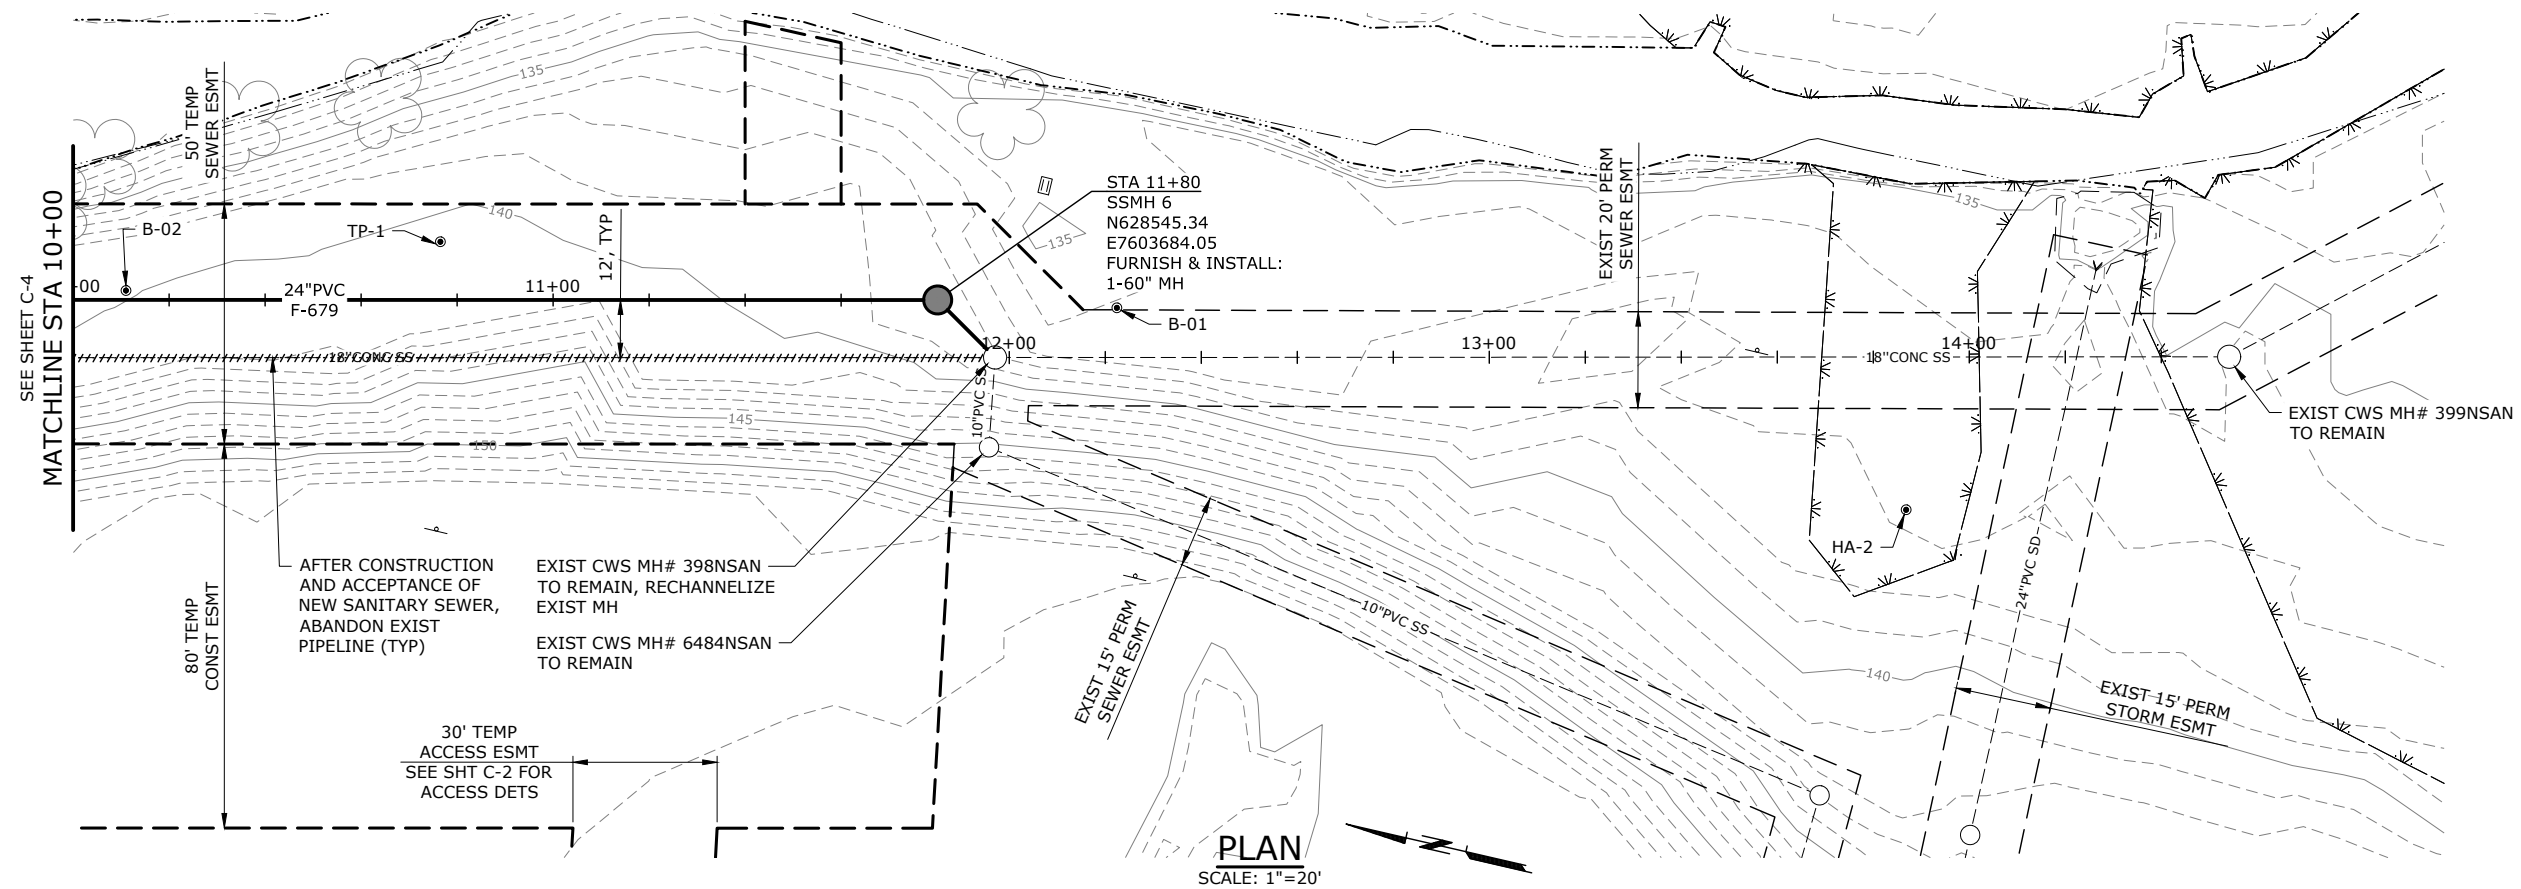 SEE SHEET C-4
MATCHLINE STA 10+00
50' TEMP
SEWER ESMT
135
140
B-02
TP-1
12', TYP
STA 11+80
SSMH 6
N628545.34
E7603684.05
FURNISH & INSTALL:
1-60" MH
135
EXIST 20' PERM
SEWER ESMT
135
00
24"PVC
F-679
11+00
B-01
18"CONC SS
12+00
13+00
18"CONC SS
14+00
10"PVC SS
145
150
EXIST CWS MH# 399NSAN
TO REMAIN
HA-2
AFTER CONSTRUCTION
AND ACCEPTANCE OF
NEW SANITARY SEWER,
ABANDON EXIST
PIPELINE (TYP)
EXIST CWS MH# 398NSAN
TO REMAIN, RECHANNELIZE
EXIST MH
EXIST CWS MH# 6484NSAN
TO REMAIN
80' TEMP
CONST ESMT
EXIST 15' PERM
SEWER ESMT
10"PVC SS
24"PVC SD
140
EXIST 15' PERM
STORM ESMT
30' TEMP
ACCESS ESMT
SEE SHT C-2 FOR
ACCESS DETS
PLAN
SCALE: 1"=20'
N